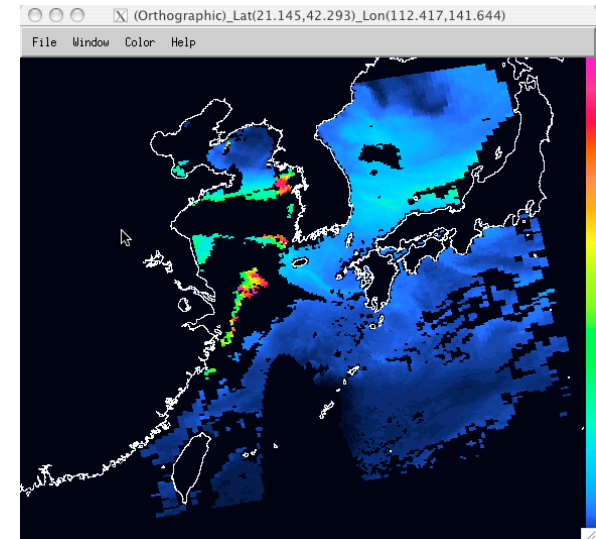 X (Orthographic)_Lat(21.145,42.293)_Lon(112.417,141.644)
File Window Color Help